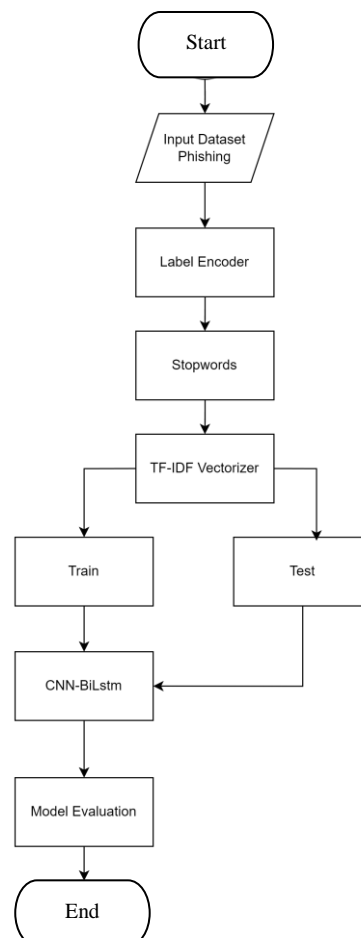 Start
Input Dataset
Phishing
Label Encoder
Stopwords
TF-IDF Vectorizer
Train
Test
CNN-BiLstm
Model Evaluation
End